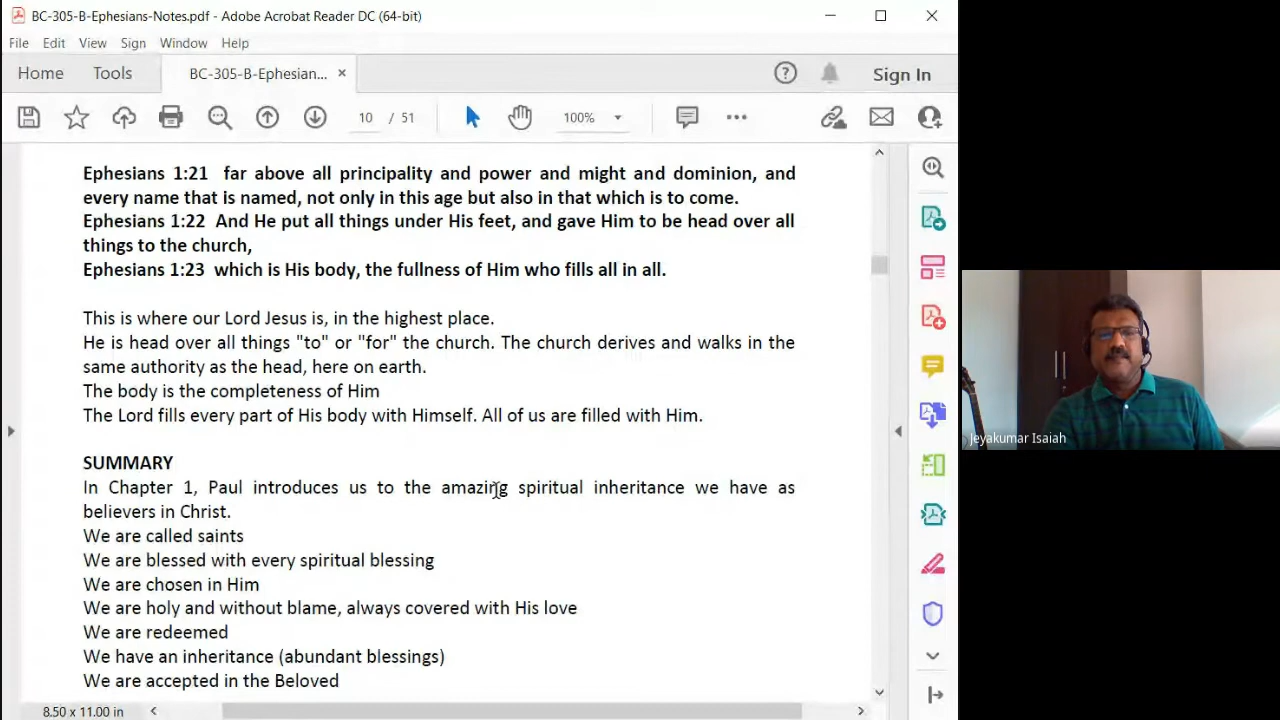 BC-305-B-Ephesians-Notes.pdf - Adobe Acrobat Reader DC (64-bit)
File Edit View Sign Window Help
Home Tools BC-305-B-Ephesian... × Sign In
10 / 51 100%
Ephesians 1:21 far above all principality and power and might and dominion, and
every name that is named, not only in this age but also in that which is to come.
Ephesians 1:22 And He put all things under His feet, and gave Him to be head over all
things to the church,
Ephesians 1:23 which is His body, the fullness of Him who fills all in all.
This is where our Lord Jesus is, in the highest place.
He is head over all things "to" or "for" the church. The church derives and walks in the
same authority as the head, here on earth.
The body is the completeness of Him
The Lord fills every part of His body with Himself. All of us are filled with Him.
SUMMARY
In Chapter 1, Paul introduces us to the amazing spiritual inheritance we have as
believers in Christ.
We are called saints
We are blessed with every spiritual blessing
We are chosen in Him
We are holy and without blame, always covered with His love
We are redeemed
We have an inheritance (abundant blessings)
We are accepted in the Beloved
8.50 x 11.00 in
Jeyakumar Isaiah